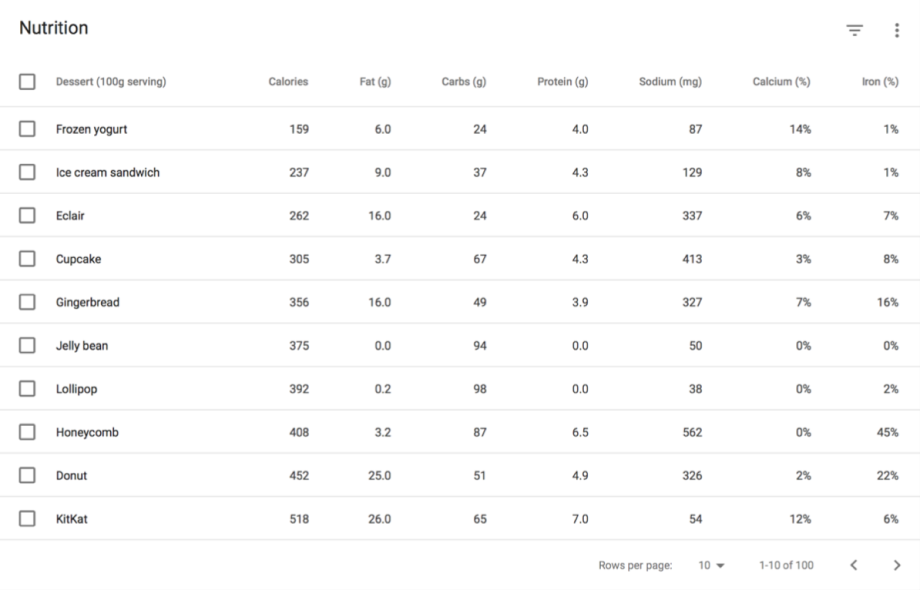 Nutrition
Dessert (100g serving) Calories Fat (g) Carbs (g) Protein (g) Sodium (mg) Calcium (%) Iron (%)
Frozen yogurt 159 6.0 24 4.0 87 14% 1%
Ice cream sandwich 237 9.0 37 4.3 129 8% 1%
Eclair 262 16.0 24 6.0 337 6% 7%
Cupcake 305 3.7 67 4.3 413 3% 8%
Gingerbread 356 16.0 49 3.9 327 7% 16%
Jelly bean 375 0.0 94 0.0 50 0% 0%
Lollipop 392 0.2 98 0.0 38 0% 2%
Honeycomb 408 3.2 87 6.5 562 0% 45%
Donut 452 25.0 51 4.9 326 2% 22%
KitKat 518 26.0 65 7.0 54 12% 6%
Rows per page: 10 1-10 of 100